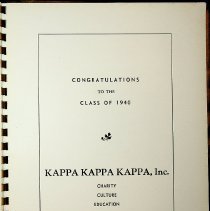 CONGRATULATIONS
TO THE
CLASS OF 1940
KAPPA KAPPA KAPPA, Inc.
CHARITY
CULTURE
EDUCATION